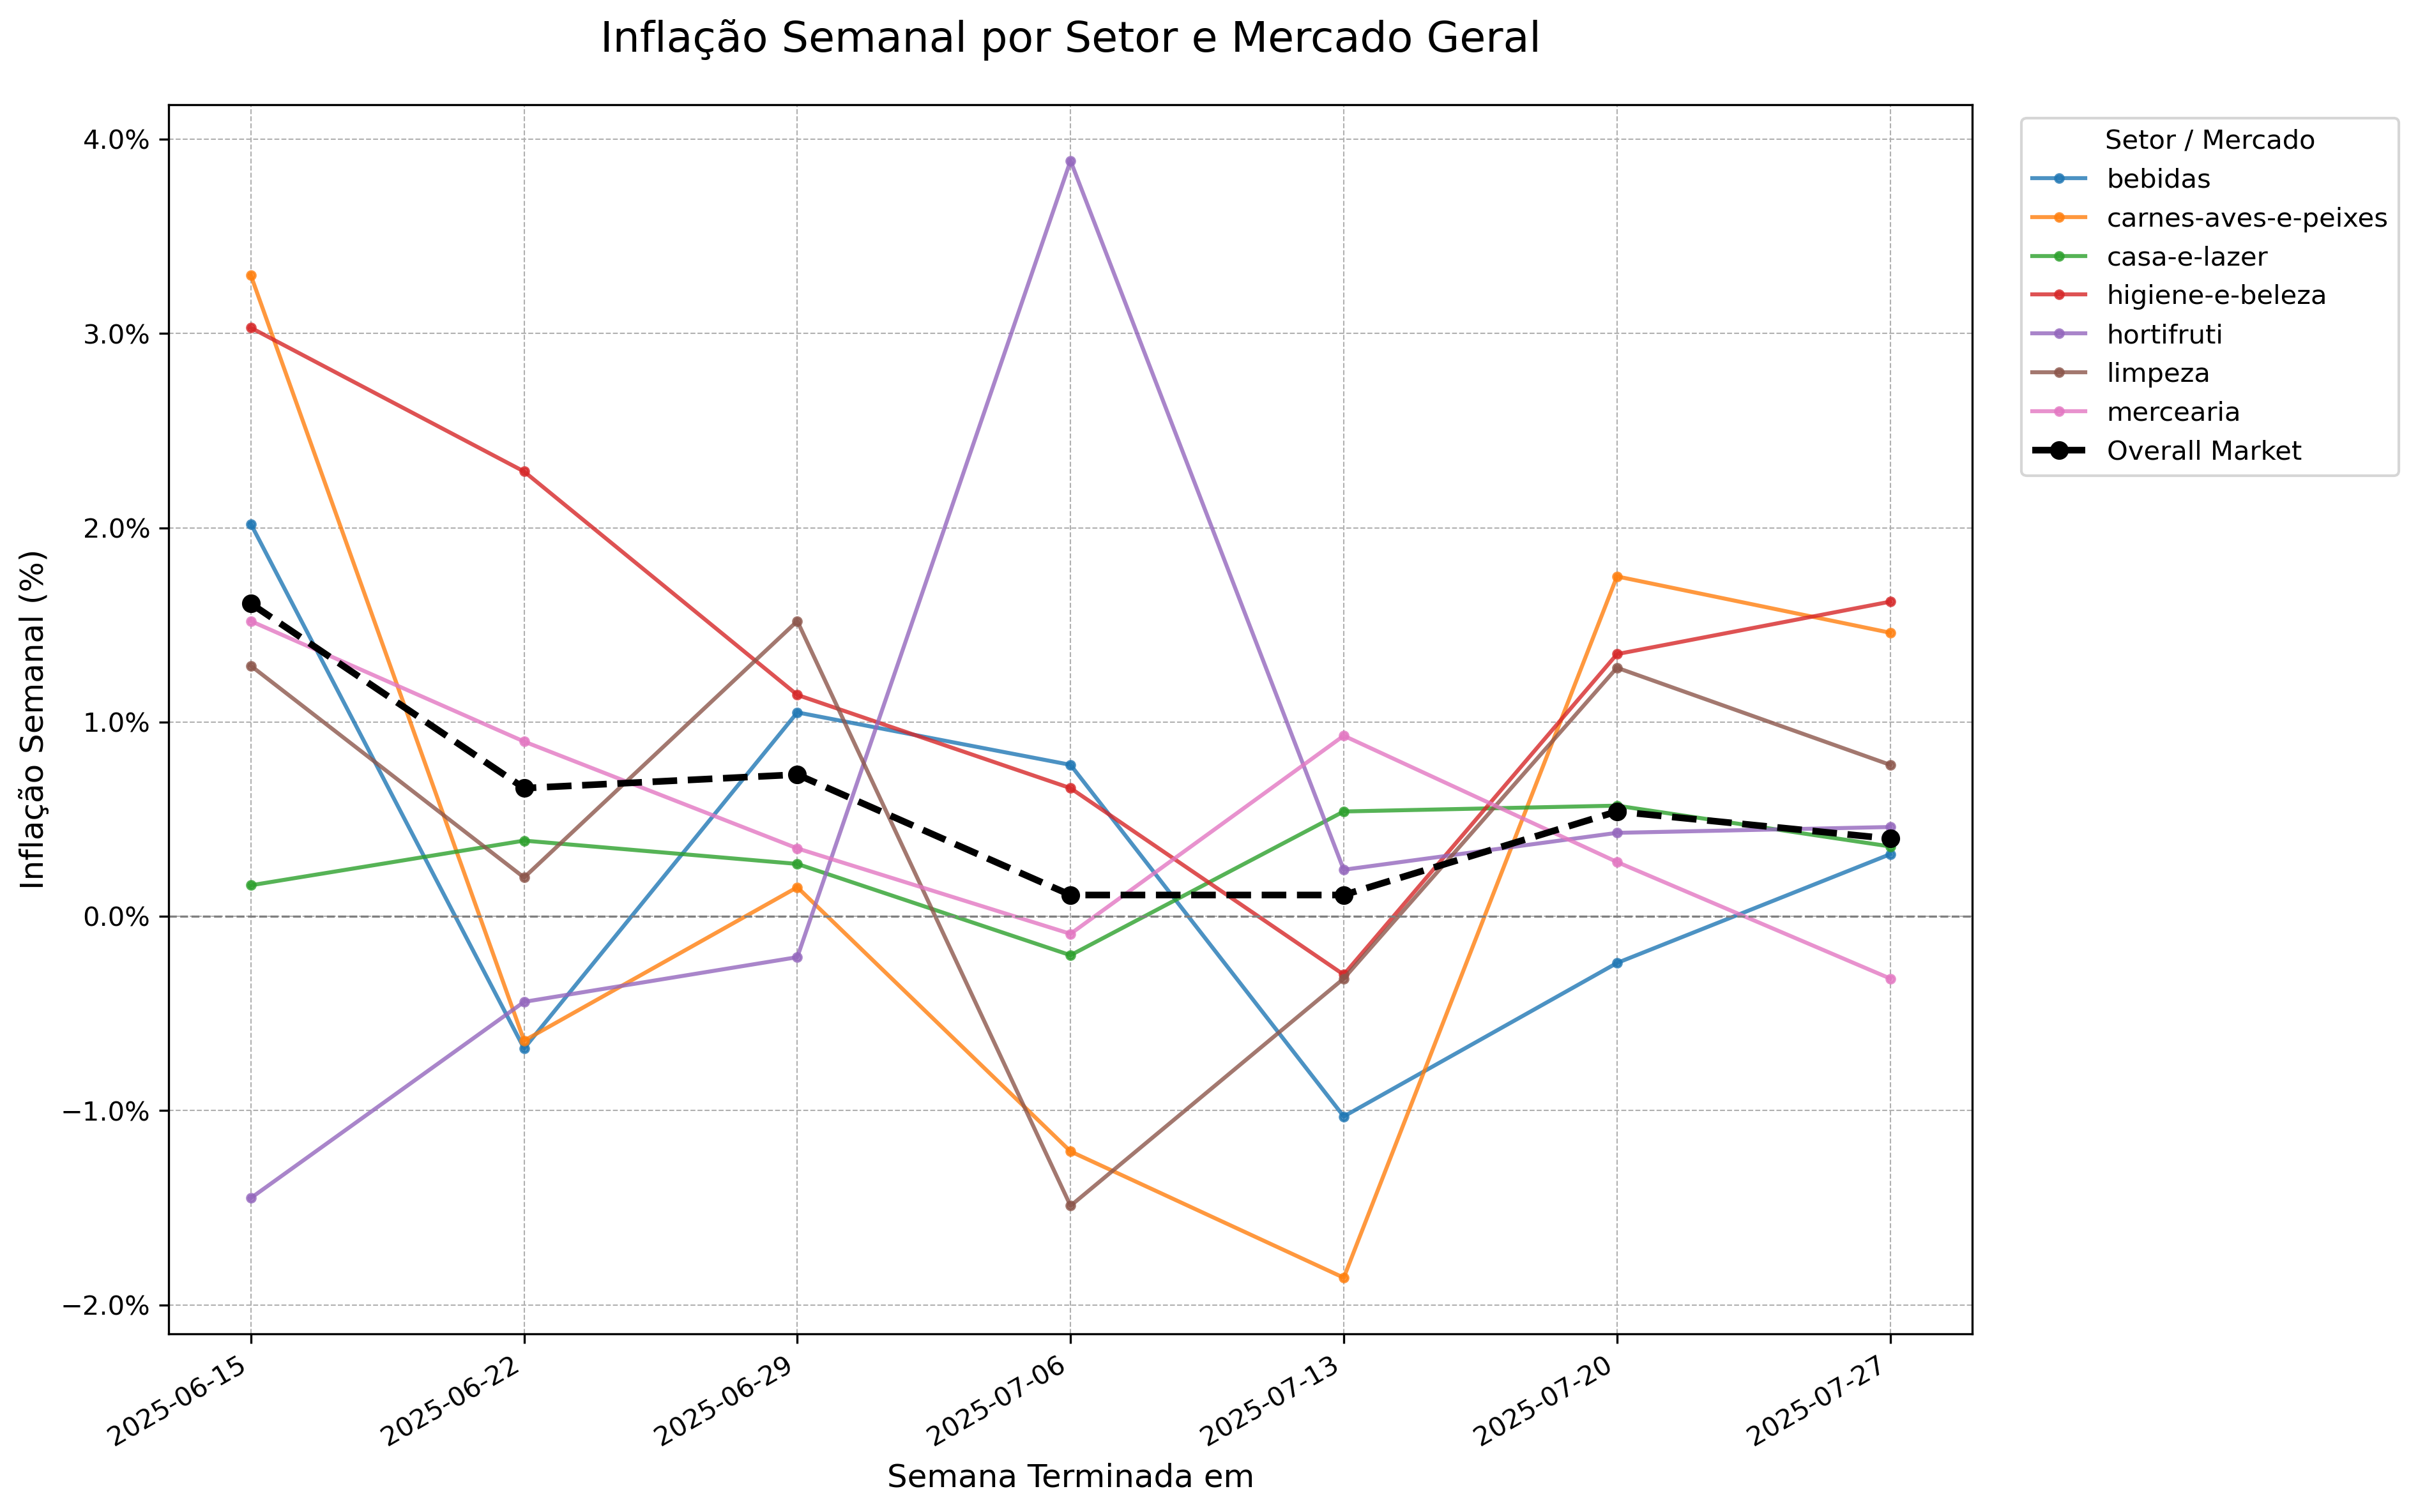 Inflação Semanal por Setor e Mercado Geral
Inflação Semanal (%)
4.0%
3.0%
2.0%
1.0%
0.0%
−1.0%
−2.0%
2025-06-15
2025-06-22
2025-06-29
2025-07-06
2025-07-13
2025-07-20
2025-07-27
Semana Terminada em
Setor / Mercado
bebidas
carnes-aves-e-peixes
casa-e-lazer
higiene-e-beleza
hortifruti
limpeza
mercearia
Overall Market